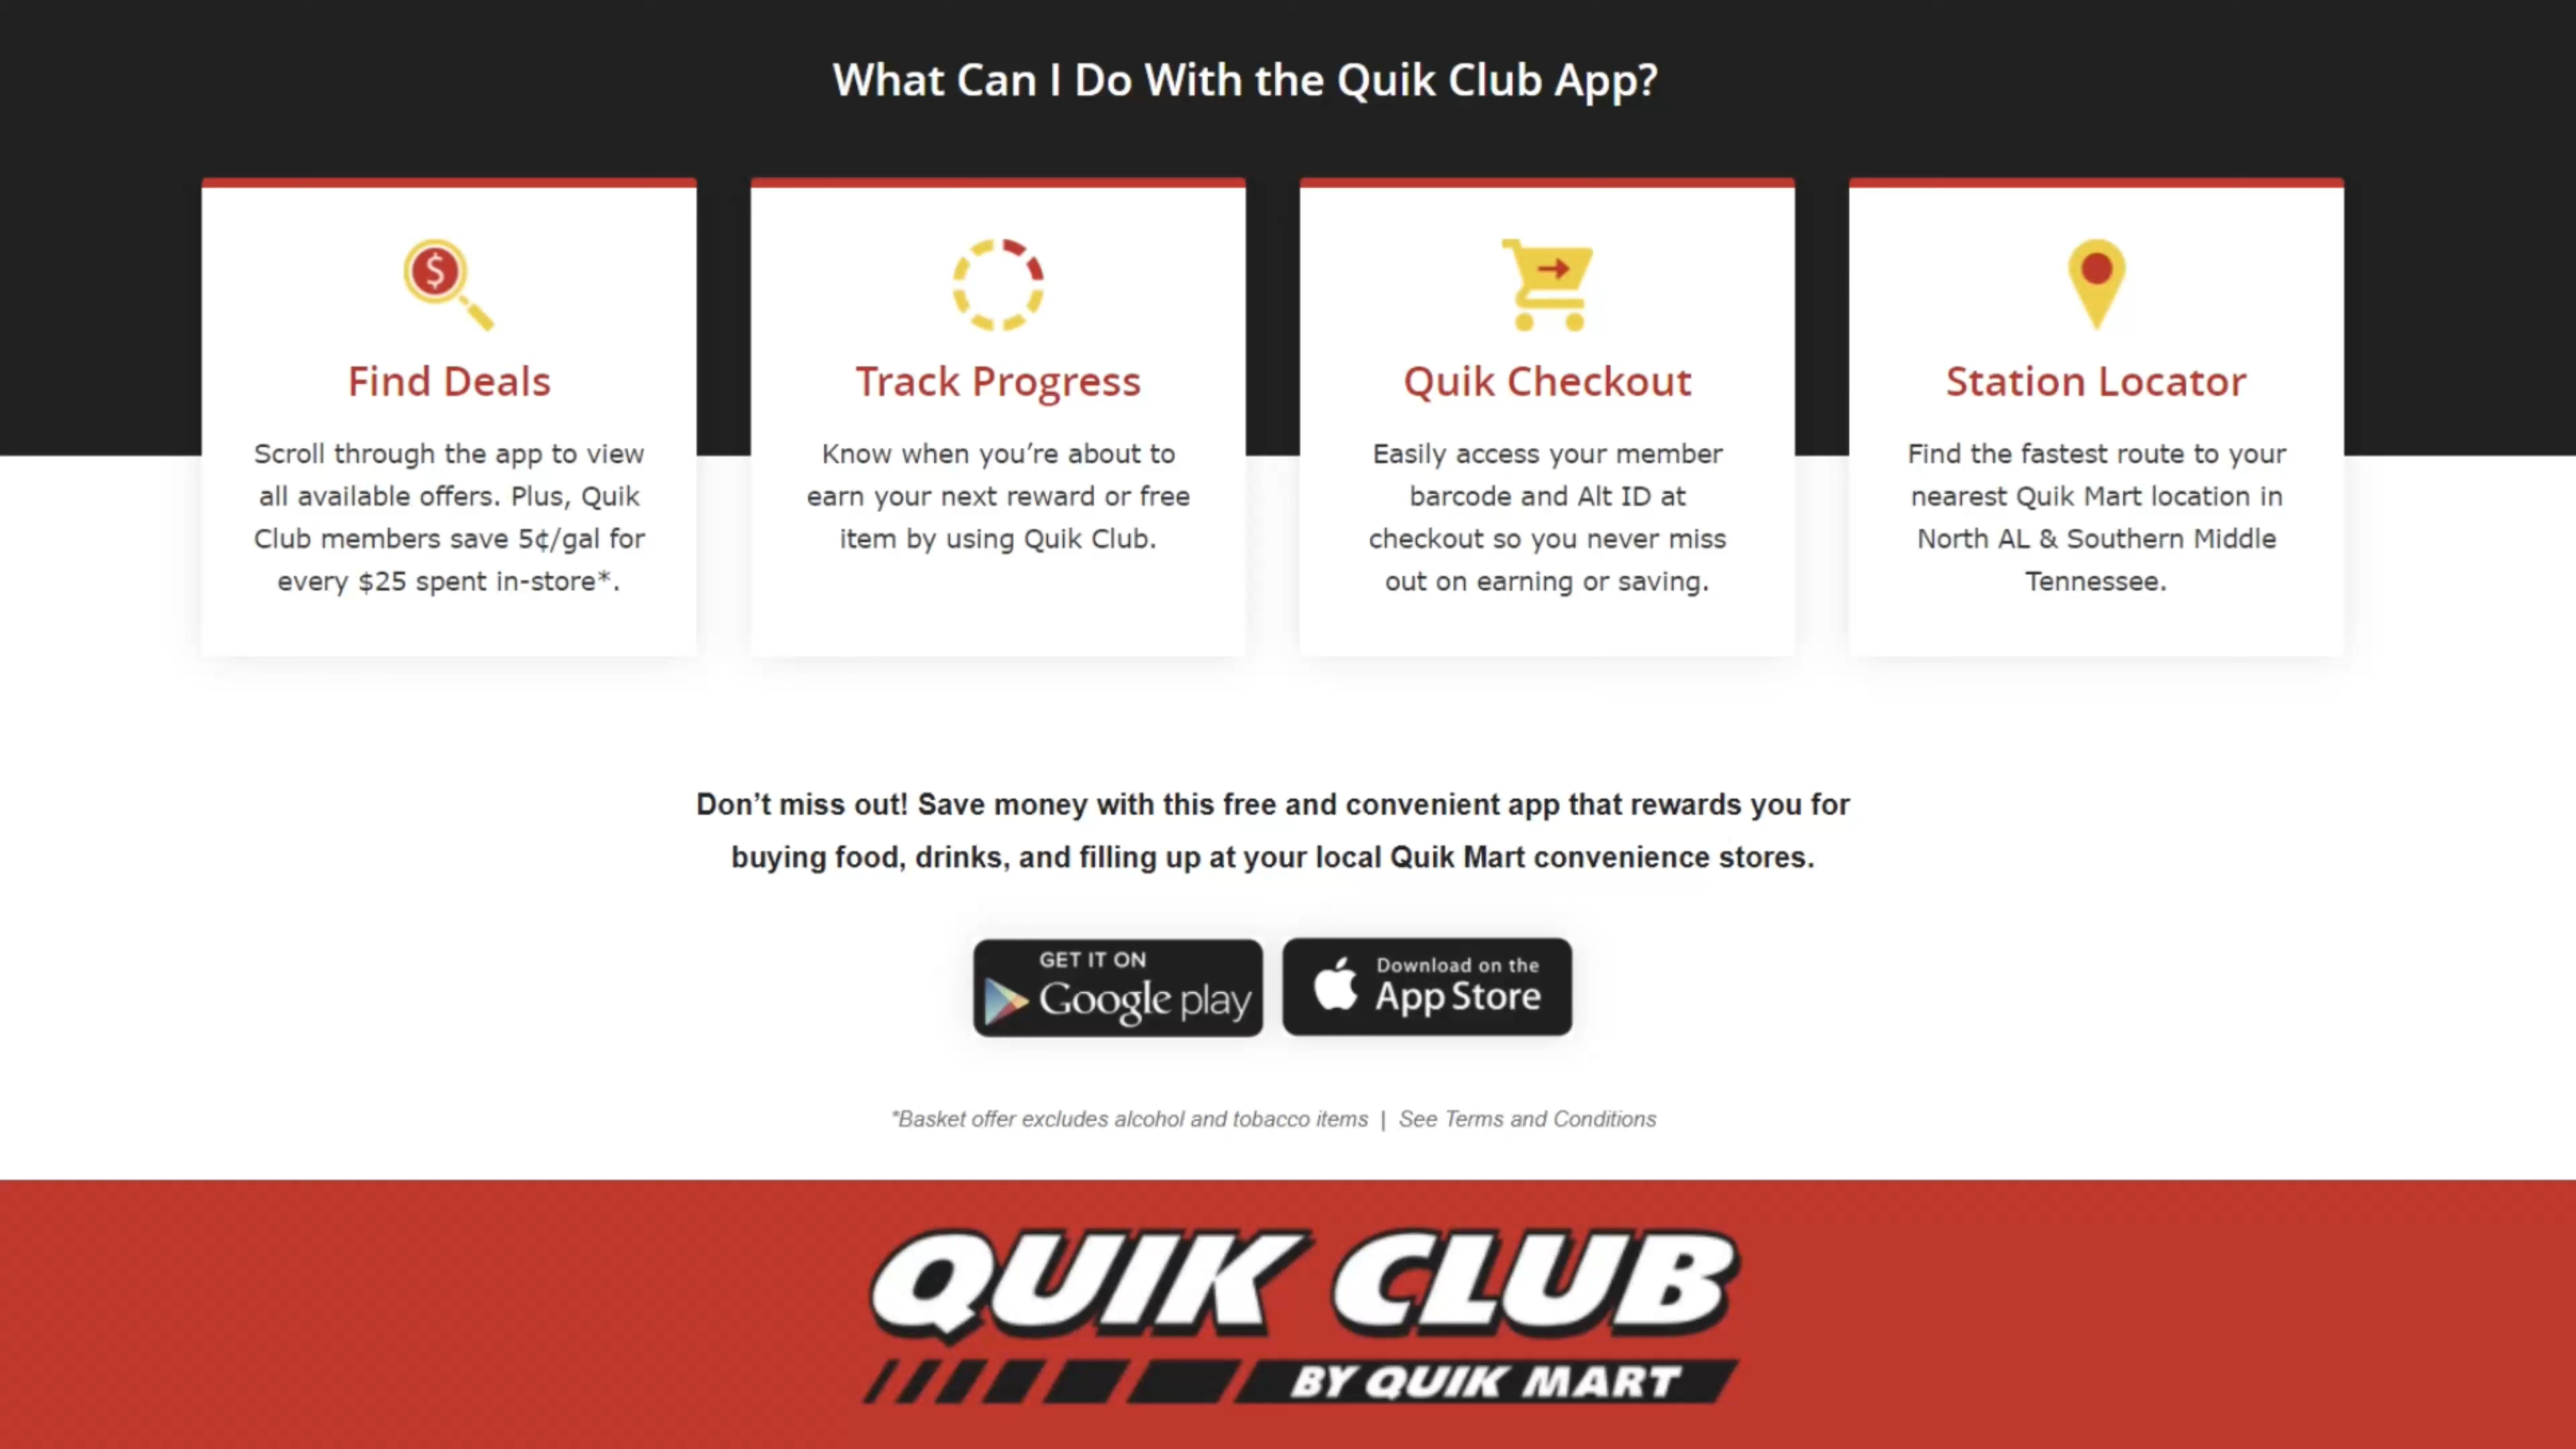 What Can I Do With the Quik Club App?
$
Find Deals
Scroll through the app to view
all available offers. Plus, Quik
Club members save 5¢/gal for
every $25 spent in-store*.
Track Progress
Know when you’re about to
earn your next reward or free
item by using Quik Club.
Quik Checkout
Easily access your member
barcode and Alt ID at
checkout so you never miss
out on earning or saving.
Station Locator
Find the fastest route to your
nearest Quik Mart location in
North AL & Southern Middle
Tennessee.
Don’t miss out! Save money with this free and convenient app that rewards you for
buying food, drinks, and filling up at your local Quik Mart convenience stores.
GET IT ON
Google play
Download on the
App Store
*Basket offer excludes alcohol and tobacco items | See Terms and Conditions
QUIK CLUB
BY QUIK MART